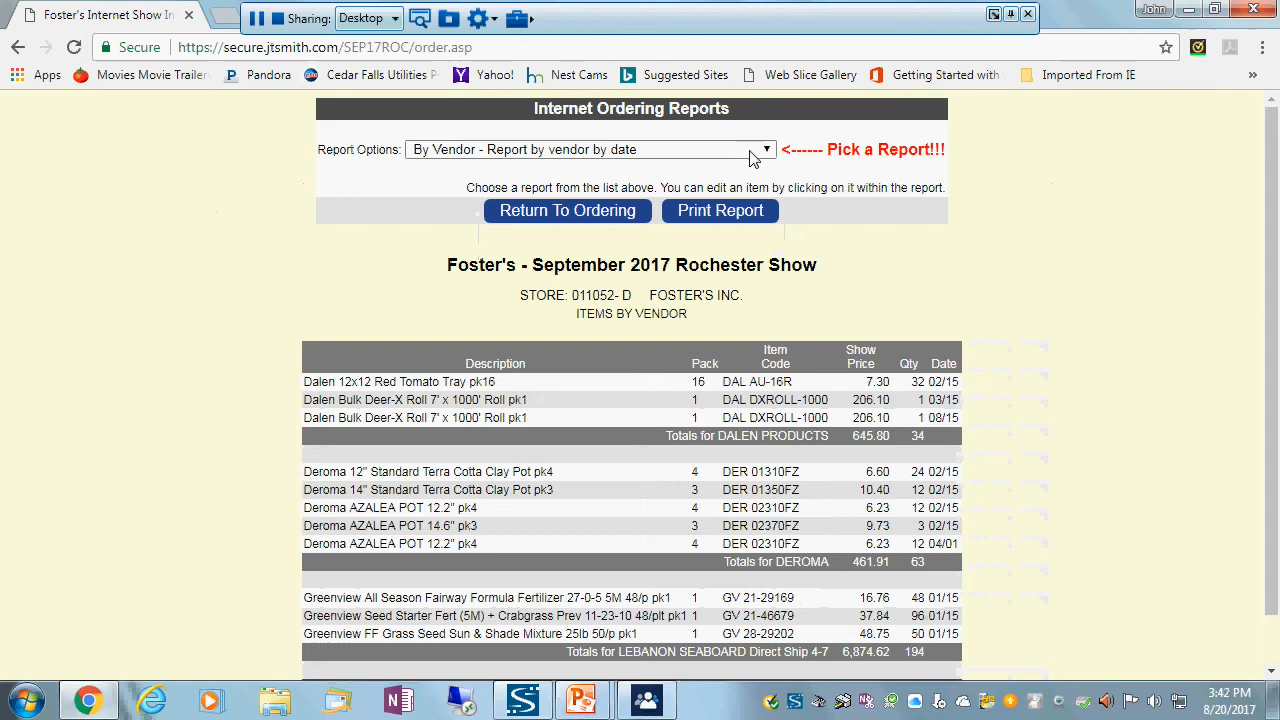 Foster's Internet Show In
Sharing: Desktop
John
Secure https://secure.jtsmith.com/SEP17ROC/order.asp
Apps Movies Movie Trailer Pandora Cedar Falls Utilities P Yahoo! Nest Cams Suggested Sites Web Slice Gallery Getting Started with Imported From IE »
Internet Ordering Reports
Report Options: By Vendor - Report by vendor by date <------ Pick a Report!!!
Choose a report from the list above. You can edit an item by clicking on it within the report.
Return To Ordering Print Report
Foster's - September 2017 Rochester Show
STORE: 011052- D FOSTER'S INC.
ITEMS BY VENDOR
Description Pack Item Code Show Price Qty Date
Dalen 12x12 Red Tomato Tray pk16 16 DAL AU-16R 7.30 32 02/15
Dalen Bulk Deer-X Roll 7' x 1000' Roll pk1 1 DAL DXROLL-1000 206.10 1 03/15
Dalen Bulk Deer-X Roll 7' x 1000' Roll pk1 1 DAL DXROLL-1000 206.10 1 08/15
Totals for DALEN PRODUCTS 645.80 34
Deroma 12" Standard Terra Cotta Clay Pot pk4 4 DER 01310FZ 6.60 24 02/15
Deroma 14" Standard Terra Cotta Clay Pot pk3 3 DER 01350FZ 10.40 12 02/15
Deroma AZALEA POT 12.2" pk4 4 DER 02310FZ 6.23 12 02/15
Deroma AZALEA POT 14.6" pk3 3 DER 02370FZ 9.73 3 02/15
Deroma AZALEA POT 12.2" pk4 4 DER 02310FZ 6.23 12 04/01
Totals for DEROMA 461.91 63
Greenview All Season Fairway Formula Fertilizer 27-0-5 5M 48/p pk1 1 GV 21-29169 16.76 48 01/15
Greenview Seed Starter Fert (5M) + Crabgrass Prev 11-23-10 48/plt pk1 1 GV 21-46679 37.84 96 01/15
Greenview FF Grass Seed Sun & Shade Mixture 25lb 50/p pk1 1 GV 28-29202 48.75 50 01/15
Totals for LEBANON SEABOARD Direct Ship 4-7 6,874.62 194
3:42 PM
8/20/2017